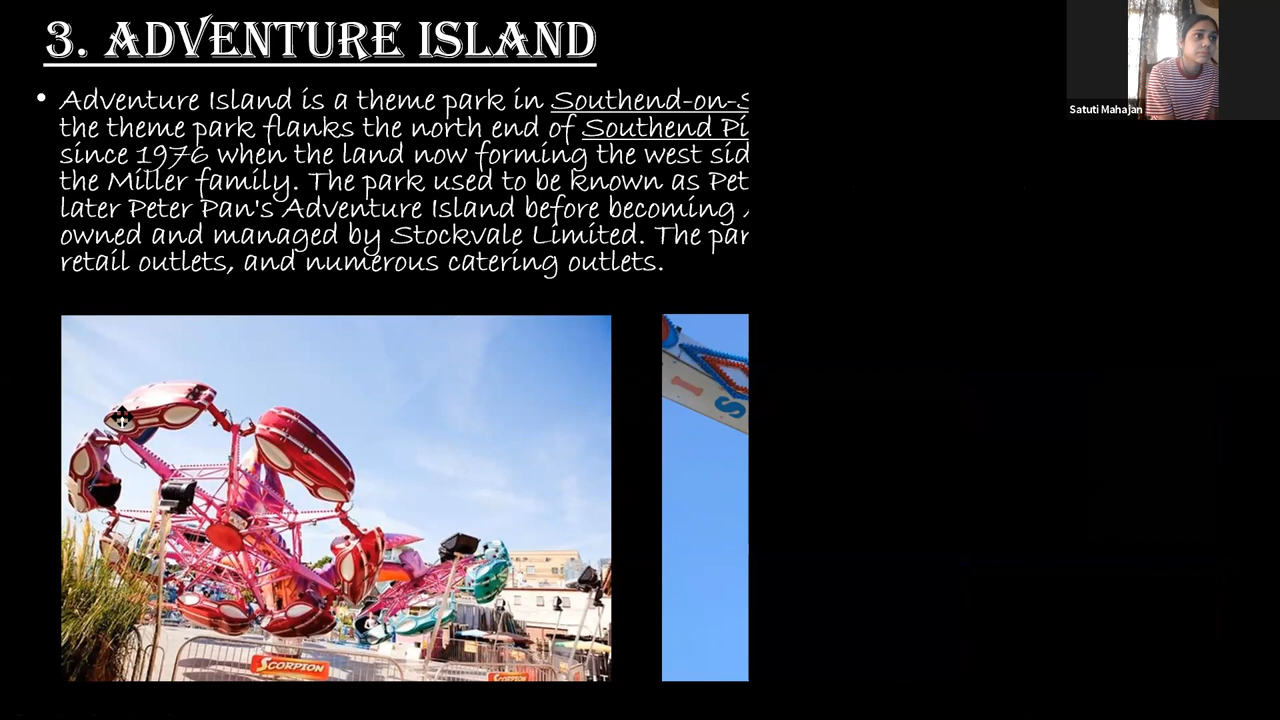 3. ADVENTURE ISLAND
• Adventure Island is a theme park in Southend-on-S
the theme park flanks the north end of Southend Pi
since 1976 when the land now forming the west sid
the Miller family. The park used to be known as Pet
later Peter Pan's Adventure Island before becoming
owned and managed by Stockvale Limited. The par
retail outlets, and numerous catering outlets.
Satuti Mahajan
I S
SCORPION
SCORPION